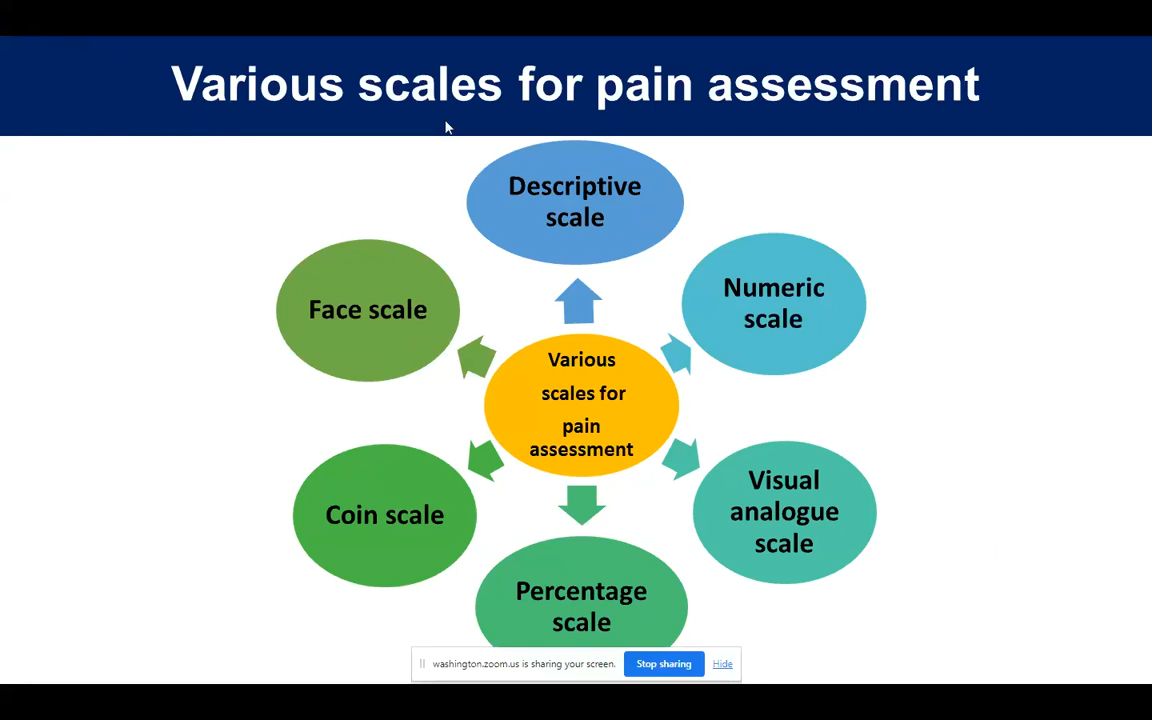 Various scales for pain assessment
Descriptive
scale
Numeric
scale
Visual
analogue
scale
Percentage
scale
Coin scale
Face scale
Various
scales for
pain
assessment
washington.zoom.us is sharing your screen.
Stop sharing
Hide